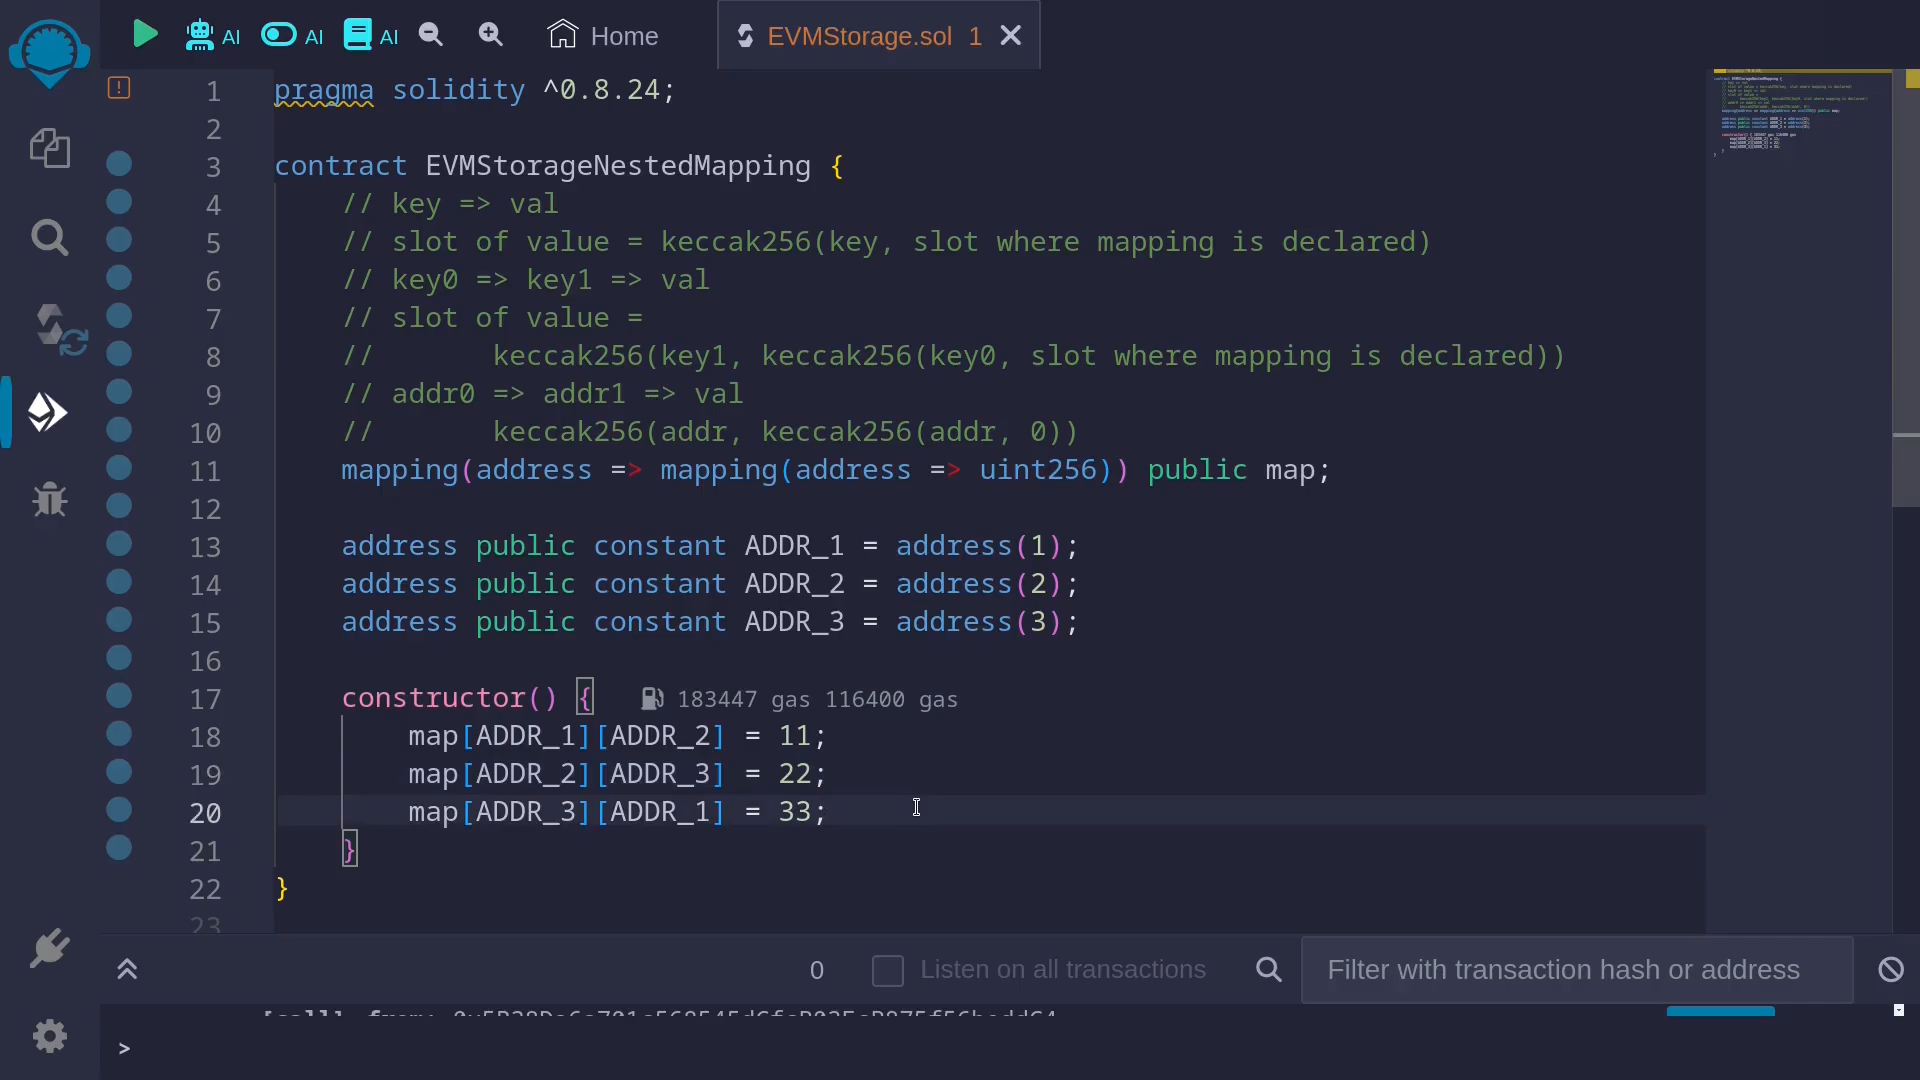 AI
AI
AI
Home
EVMStorage.sol 1
1 pragma solidity ^0.8.24;
2
3 contract EVMStorageNestedMapping {
4     // key => val
5     // slot of value = keccak256(key, slot where mapping is declared)
6     // key0 => key1 => val
7     // slot of value =
8     //       keccak256(key1, keccak256(key0, slot where mapping is declared))
9     // addr0 => addr1 => val
10     //       keccak256(addr, keccak256(addr, 0))
11     mapping(address => mapping(address => uint256)) public map;
12
13     address public constant ADDR_1 = address(1);
14     address public constant ADDR_2 = address(2);
15     address public constant ADDR_3 = address(3);
16
17     constructor() { 183447 gas 116400 gas
18         map[ADDR_1][ADDR_2] = 11;
19         map[ADDR_2][ADDR_3] = 22;
20         map[ADDR_3][ADDR_1] = 33;
21     }
22 }
23
0 Listen on all transactions Filter with transaction hash or address
>